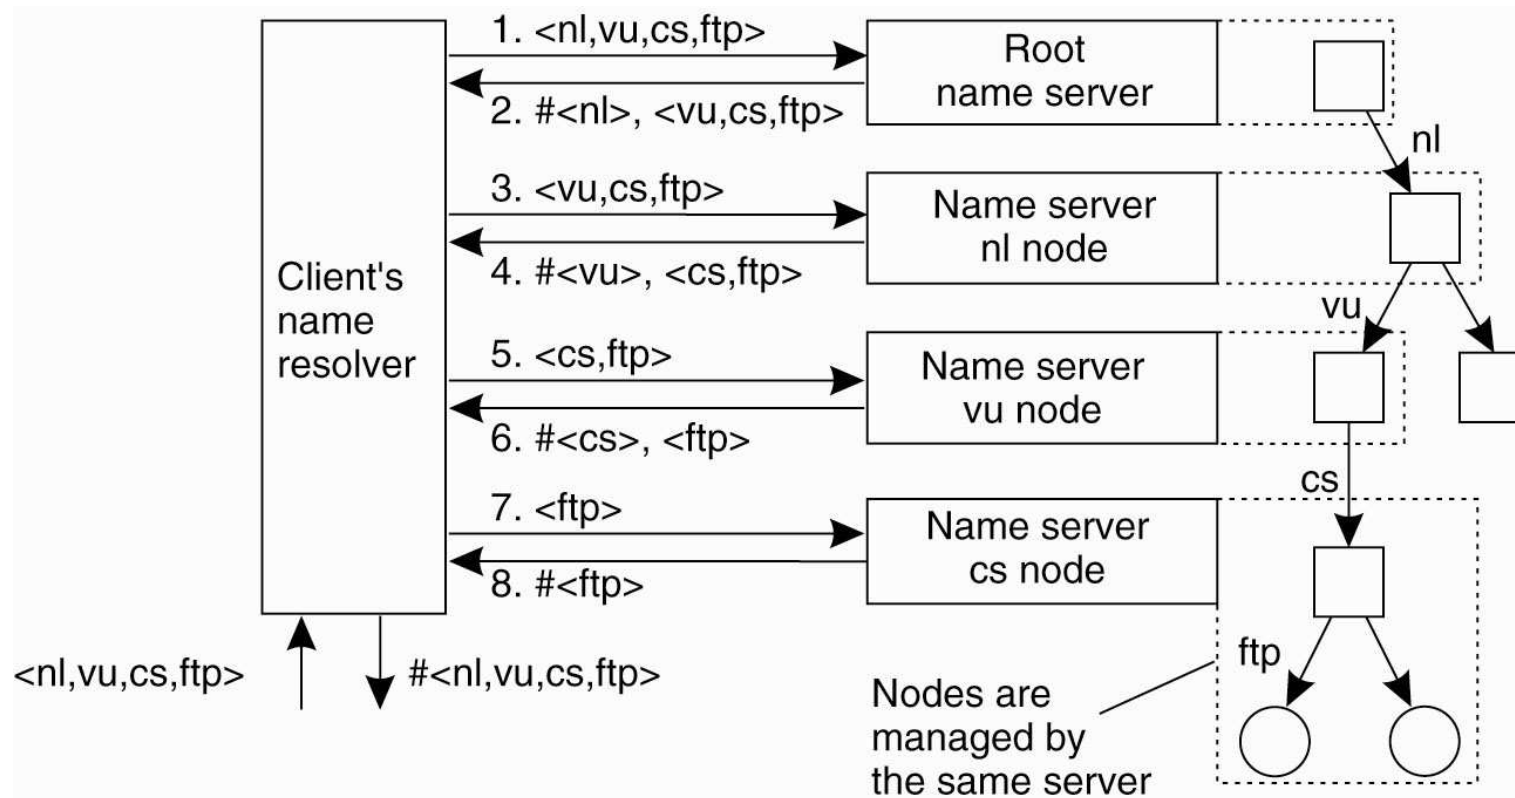 1. <nl,vu,cs,ftp>
Root
name server
2. #<nl>, <vu,cs,ftp>
nl
3. <vu,cs,ftp>
Name server
nl node
4. #<vu>, <cs,ftp>
vu
Client's
name
resolver
5. <cs,ftp>
Name server
vu node
6. #<cs>, <ftp>
cs
7. <ftp>
Name server
cs node
8. #<ftp>
ftp
<nl,vu,cs,ftp>
#<nl,vu,cs,ftp>
Nodes are
managed by
the same server